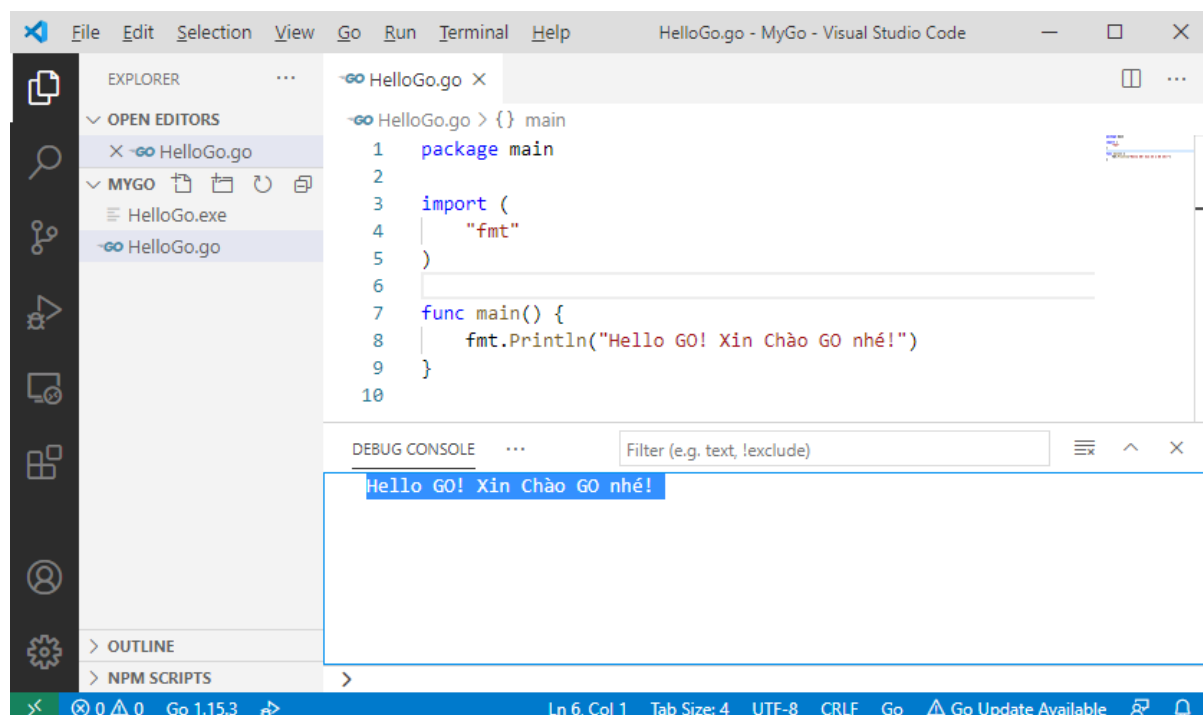 File Edit Selection View Go Run Terminal Help HelloGo.go - MyGo - Visual Studio Code
EXPLORER
OPEN EDITORS
GO HelloGo.go
MYGO
HelloGo.exe
GO HelloGo.go
OUTLINE
NPM SCRIPTS
GO HelloGo.go
GO HelloGo.go > {} main
1 package main
2
3 import (
4 "fmt"
5 )
6
7 func main() {
8 fmt.Println("Hello GO! Xin Chào GO nhé!")
9 }
10
DEBUG CONSOLE ... Filter (e.g. text, !exclude)
Hello GO! Xin Chào GO nhé!
>
0 0 Go 1.15.3 Ln 6, Col 1 Tab Size: 4 UTF-8 CRLF Go Go Update Available